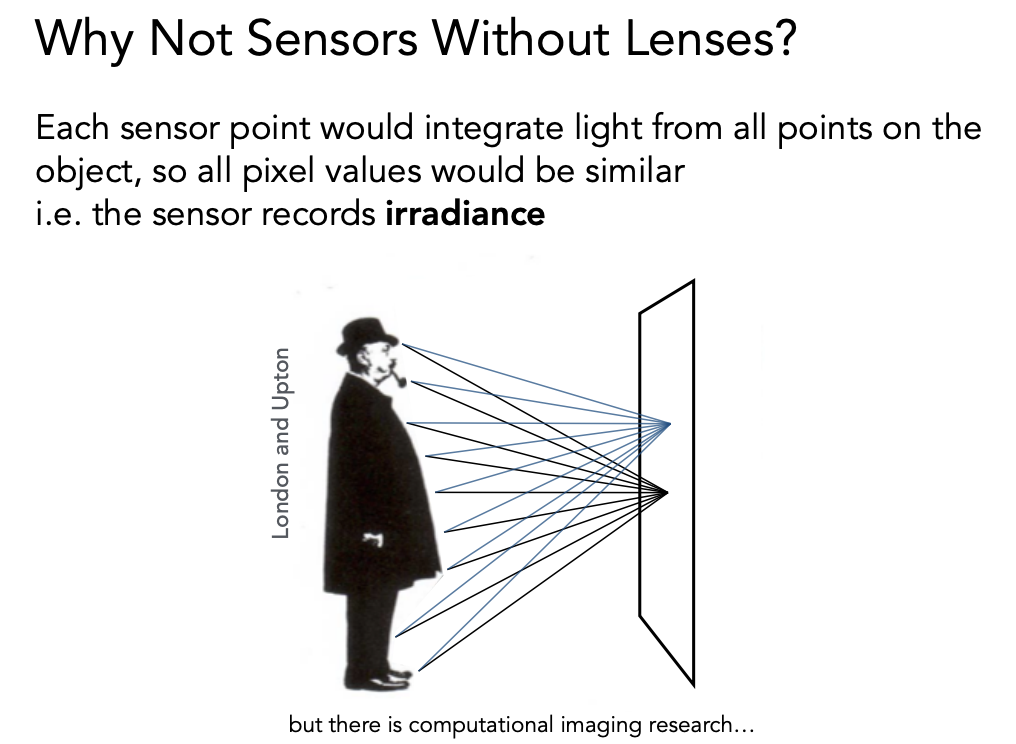 Why Not Sensors Without Lenses?
Each sensor point would integrate light from all points on the
object, so all pixel values would be similar
i.e. the sensor records irradiance
London and Upton
but there is computational imaging research…